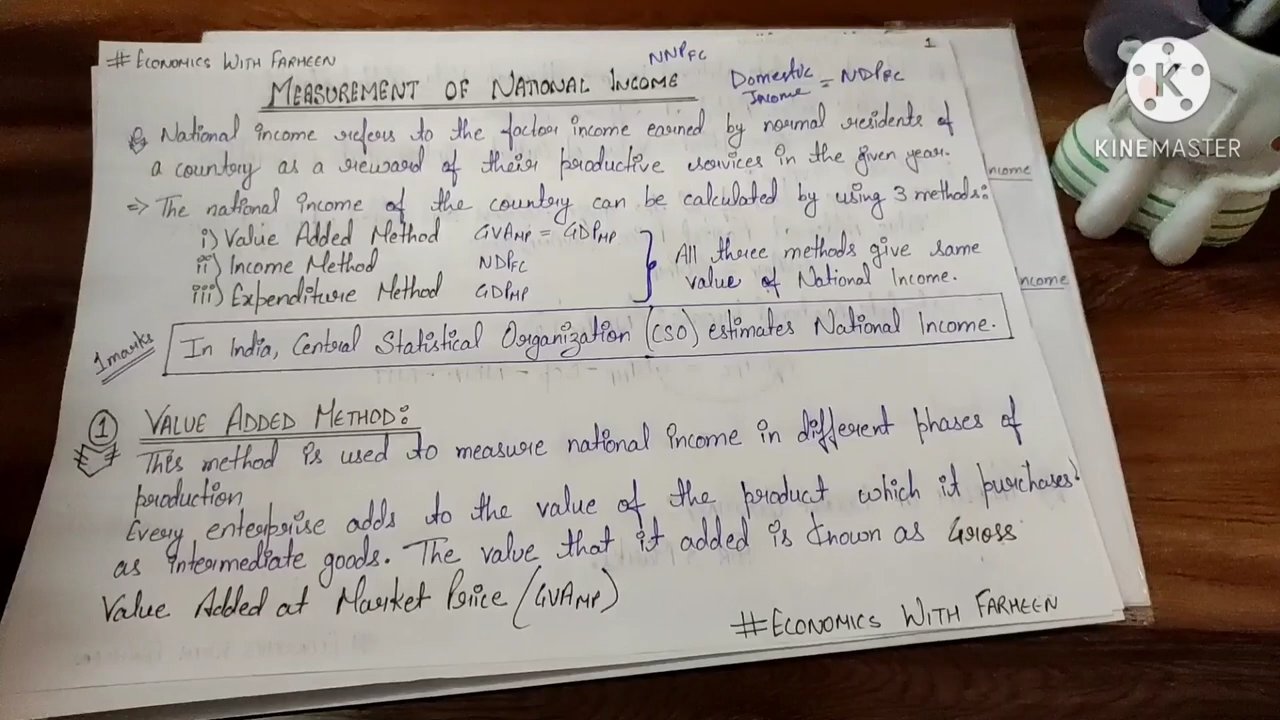 1
# ECONOMICS WITH FARHEEN
NNPFC
MEASUREMENT OF NATIONAL INCOME
Domestic Income = NDPFC
National income refers to the factor income earned by normal residents of
a country as a reward of their productive services in the given year.
=> The national income of the country can be calculated by using 3 methods:
i) Value Added Method GVAMP = GDPMP
ii) Income Method NDPFC
iii) Expenditure Method GDPMP
All three methods give same
value of National Income.
1 marks
In India, Central Statistical Organization (CSO) estimates National Income.
1 VALUE ADDED METHOD:
This method is used to measure national income in different phases of
production
Every enterprise adds to the value of the product which it purchases
as intermediate goods. The value that it added is known as Gross
Value Added at Market Price (GVAMP)
#ECONOMICS WITH FARHEEN
ncome
ncome
K
KINEMASTER